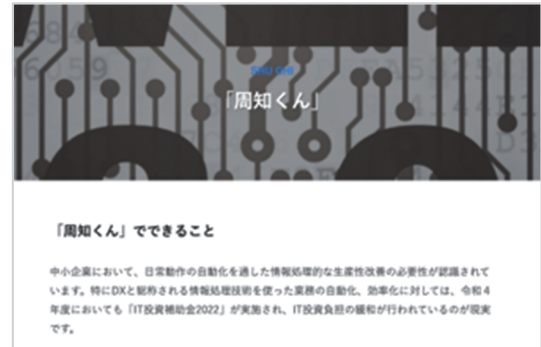 SHU CHI
「周知くん」
「周知くん」でできること
中小企業において、日常動作の自動化を通した情報処理的な生産性改善の必要性が認識されて
います。特にDXと総称される情報処理技術を使った業務の自動化、効率化に対しては、令和４
年度においても「IT投資補助金2022」が実施され、IT投資負担の緩和が行われているのが現実
です。